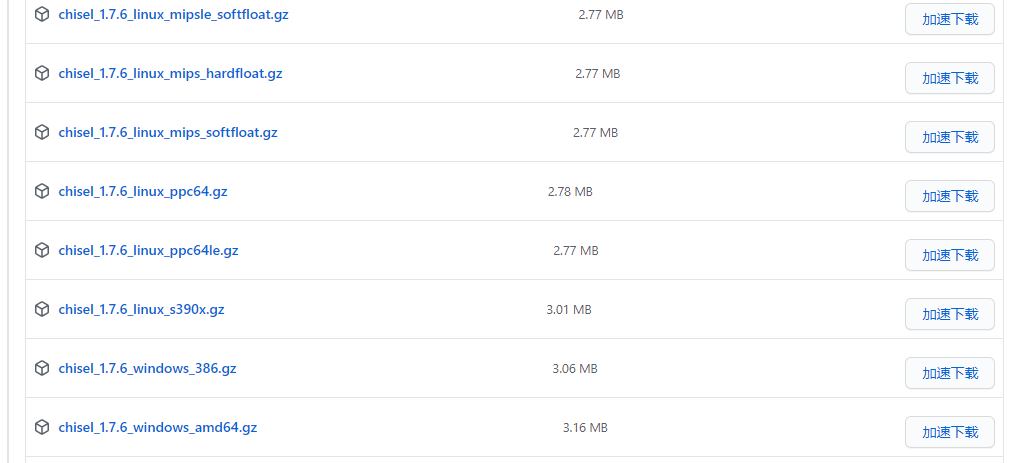 chisel_1.7.6_linux_mipsle_softfloat.gz 2.77 MB 加速下载
chisel_1.7.6_linux_mips_hardfloat.gz 2.77 MB 加速下载
chisel_1.7.6_linux_mips_softfloat.gz 2.77 MB 加速下载
chisel_1.7.6_linux_ppc64.gz 2.78 MB 加速下载
chisel_1.7.6_linux_ppc64le.gz 2.77 MB 加速下载
chisel_1.7.6_linux_s390x.gz 3.01 MB 加速下载
chisel_1.7.6_windows_386.gz 3.06 MB 加速下载
chisel_1.7.6_windows_amd64.gz 3.16 MB 加速下载